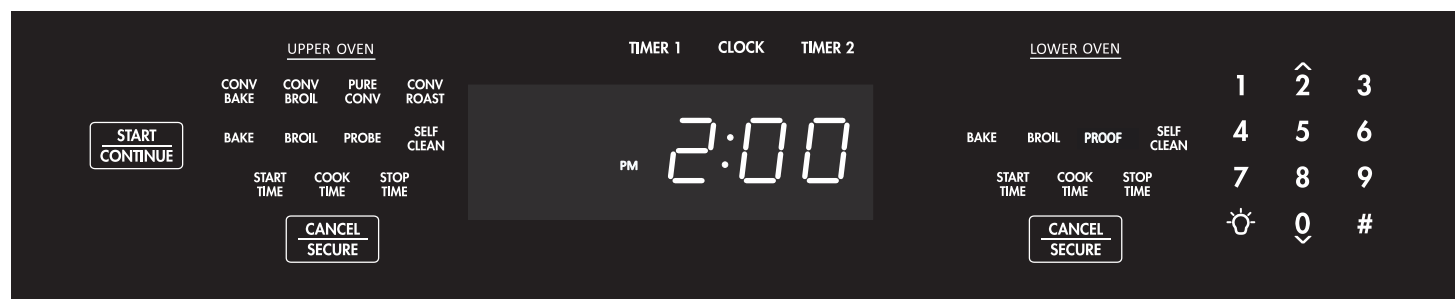 UPPER OVEN
TIMER 1 CLOCK TIMER 2
LOWER OVEN
CONV BAKE
CONV BROIL
PURE CONV
CONV ROAST
START
CONTINUE
BAKE BROIL PROBE
SELF CLEAN
START TIME
COOK TIME
STOP TIME
CANCEL
SECURE
PM 2:00
BAKE BROIL PROOF
SELF CLEAN
START TIME
COOK TIME
STOP TIME
CANCEL
SECURE
1 2 3
4 5 6
7 8 9
0 #